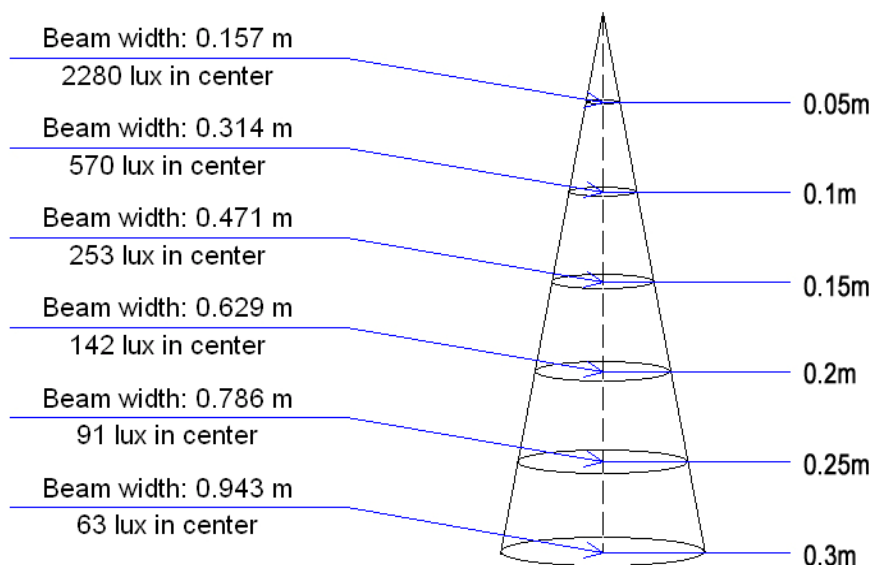 Beam width: 0.157 m
2280 lux in center
0.05m
Beam width: 0.314 m
570 lux in center
0.1m
Beam width: 0.471 m
253 lux in center
0.15m
Beam width: 0.629 m
142 lux in center
0.2m
Beam width: 0.786 m
91 lux in center
0.25m
Beam width: 0.943 m
63 lux in center
0.3m